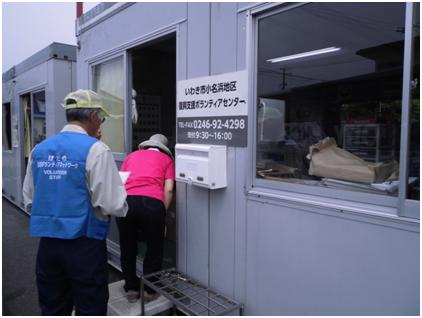 いわき市小名浜地区
復興支援ボランティアセンター
TEL・FAX 0246-92-4298
受付 9:30～16:00
VOLUNTEER
STAFF